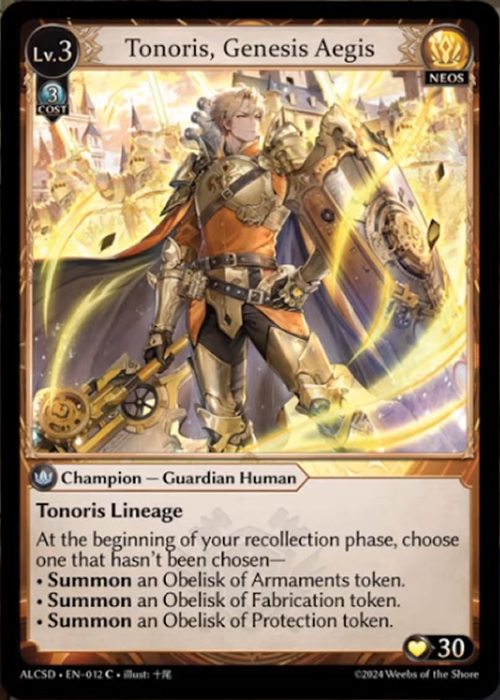 Lv.3
Tonoris, Genesis Aegis
NEOS
3
COST
Champion — Guardian Human
Tonoris Lineage
At the beginning of your recollection phase, choose
one that hasn't been chosen—
• Summon an Obelisk of Armaments token.
• Summon an Obelisk of Fabrication token.
• Summon an Obelisk of Protection token.
30
ALCSD • EN-012 C • illust: 十尾
©2024 Weebs of the Shore